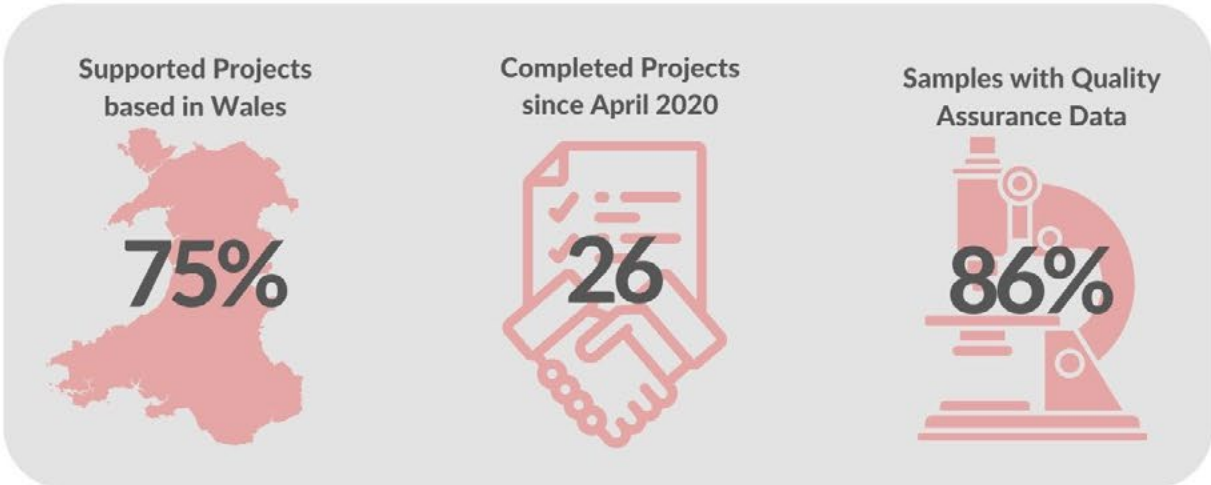 Supported Projects
based in Wales
75%
Completed Projects
since April 2020
26
Samples with Quality
Assurance Data
86%